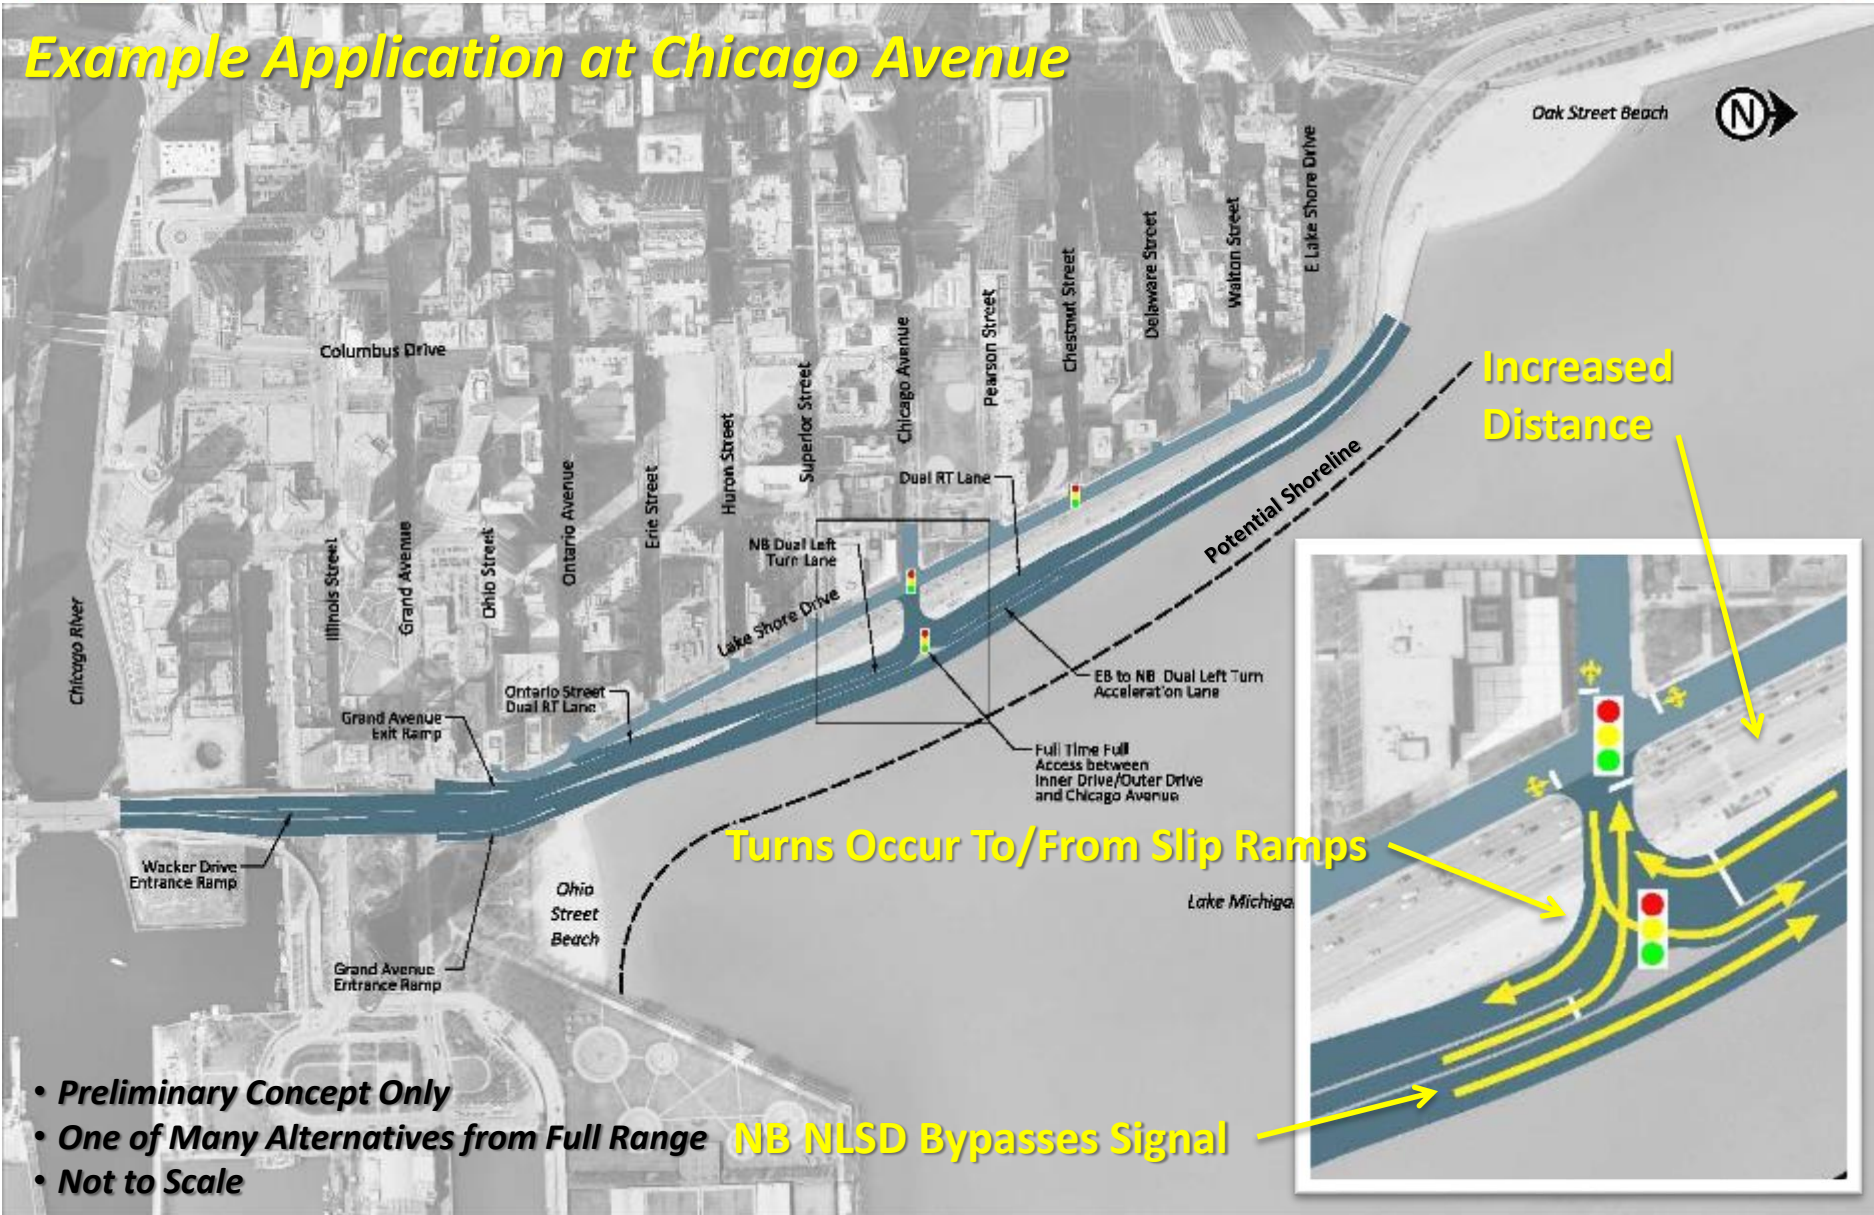 Example Application at Chicago Avenue
Oak Street Beach
N
E Lake Shore Drive
Walton Street
Delaware Street
Chestnut Street
Pearson Street
Chicago Avenue
Superior Street
Huron Street
Erie Street
Ontario Avenue
Ohio Street
Grand Avenue
Illinois Street
Columbus Drive
Chicago River
Increased
Distance
Potential Shoreline
Dual RT Lane
NB Dual Left
Turn Lane
Lake Shore Drive
EB to NB Dual Left Turn
Acceleration Lane
Ontario Street
Dual RT Lane
Grand Avenue
Exit Ramp
Full Time Full
Access between
Inner Drive/Outer Drive
and Chicago Avenue
Turns Occur To/From Slip Ramps
Wacker Drive
Entrance Ramp
Ohio
Street
Beach
Lake Michiga
Grand Avenue
Entrance Ramp
• Preliminary Concept Only
• One of Many Alternatives from Full Range
• Not to Scale
NB NLSD Bypasses Signal